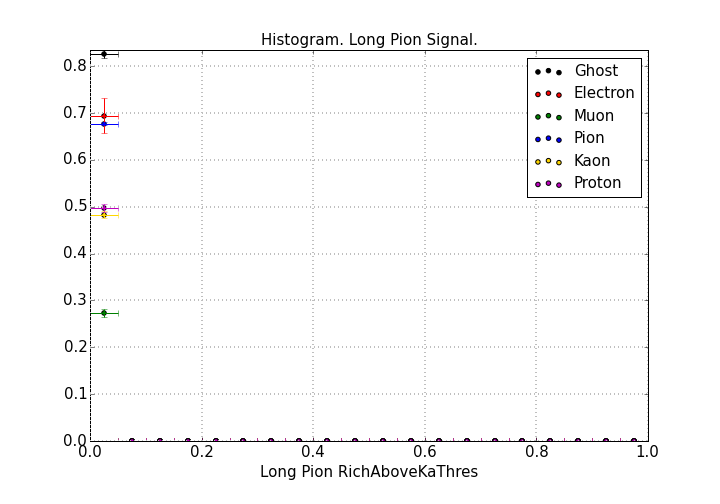 Histogram. Long Pion Signal.
Ghost
Electron
Muon
Pion
Kaon
Proton
0.8
0.7
0.6
0.5
0.4
0.3
0.2
0.1
0.0
0.0 0.2 0.4 0.6 0.8 1.0
Long Pion RichAboveKaThres